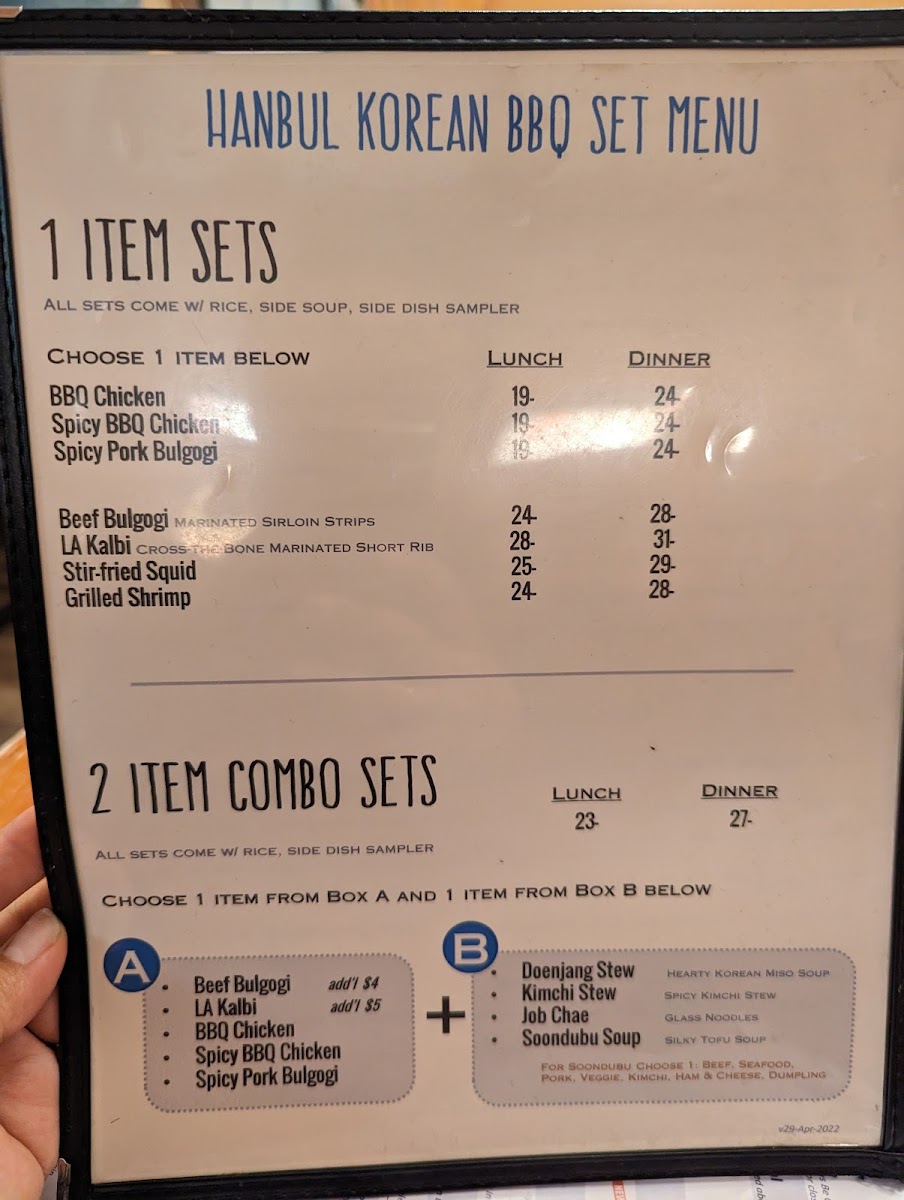 HANBUL KOREAN BBQ SET MENU
1 ITEM SETS
ALL SETS COME W/ RICE, SIDE SOUP, SIDE DISH SAMPLER
CHOOSE 1 ITEM BELOW LUNCH DINNER
BBQ Chicken 19- 24-
Spicy BBQ Chicken 19- 24-
Spicy Pork Bulgogi 19- 24-
Beef Bulgogi MARINATED SIRLOIN STRIPS 24- 28-
LA Kalbi CROSS-THE BONE MARINATED SHORT RIB 28- 31-
Stir-fried Squid 25- 29-
Grilled Shrimp 24- 28-
2 ITEM COMBO SETS LUNCH DINNER
23- 27-
ALL SETS COME W/ RICE, SIDE DISH SAMPLER
CHOOSE 1 ITEM FROM BOX A AND 1 ITEM FROM BOX B BELOW
A
• Beef Bulgogi add'l $4
• LA Kalbi add'l $5
• BBQ Chicken
• Spicy BBQ Chicken
• Spicy Pork Bulgogi
+
B
• Doenjang Stew HEARTY KOREAN MISO SOUP
• Kimchi Stew SPICY KIMCHI STEW
• Job Chae GLASS NOODLES
• Soondubu Soup SILKY TOFU SOUP
FOR SOONDUBU CHOOSE 1: BEEF, SEAFOOD,
PORK, VEGGIE, KIMCHI, HAM & CHEESE, DUMPLING
v29-Apr-2022